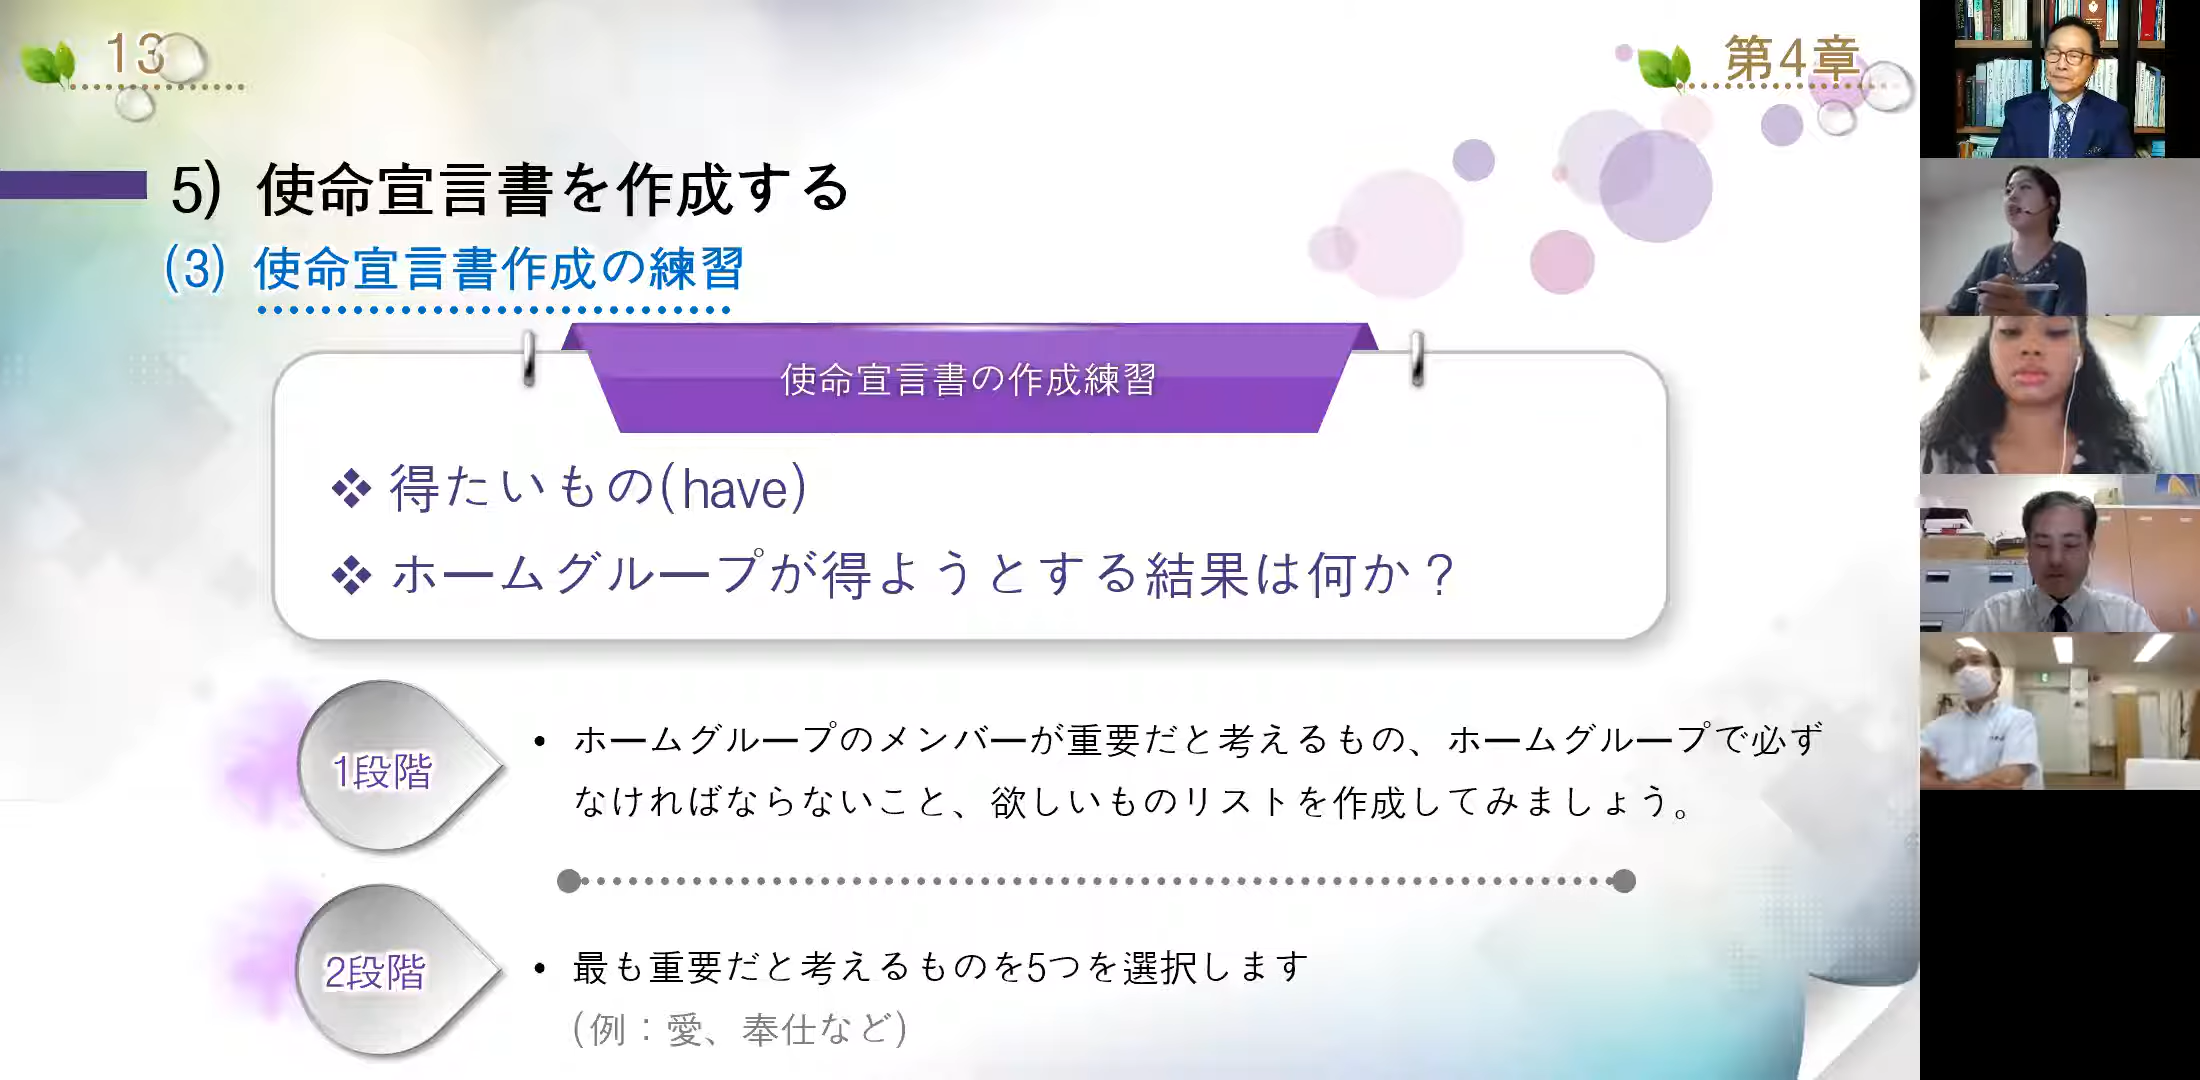 13
第4章
5) 使命宣言書を作成する
(3) 使命宣言書作成の練習
使命宣言書の作成練習
❖ 得たいもの(have)
❖ ホームグループが得ようとする結果は何か？
1段階
• ホームグループのメンバーが重要だと考えるもの、ホームグループで必ず
なければならないこと、欲しいものリストを作成してみましょう。
2段階
• 最も重要だと考えるものを5つを選択します
(例：愛、奉仕など)